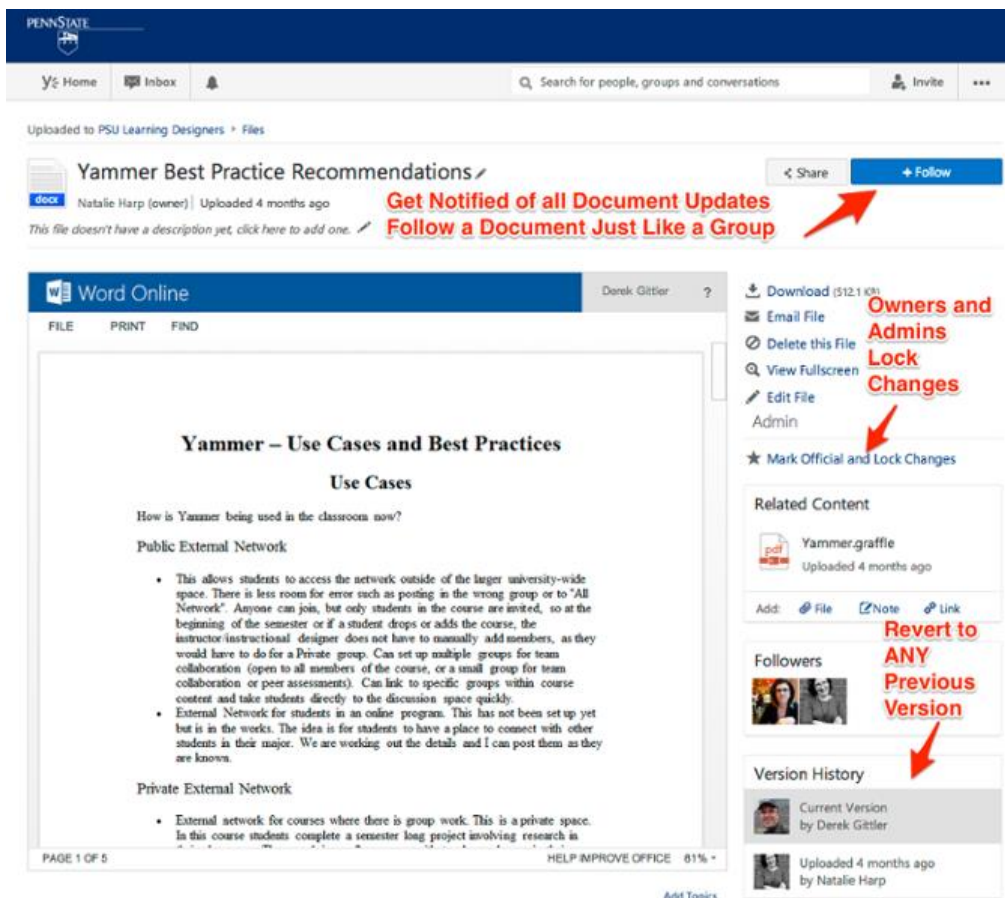 PENNSTATE
Home Inbox Search for people, groups and conversations Invite
Uploaded to PSU Learning Designers Files
Yammer Best Practice Recommendations
Share + Follow
docx Natalie Harp (owner) Uploaded 4 months ago
This file doesn't have a description yet, click here to add one.
Get Notified of all Document Updates
Follow a Document Just Like a Group
Word Online Derek Gittler ?
FILE PRINT FIND
Yammer – Use Cases and Best Practices
Use Cases
How is Yammer being used in the classroom now?
Public External Network
• This allows students to access the network outside of the larger university-wide
space. There is less room for error such as posting in the wrong group or to "All
Network". Anyone can join, but only students in the course are invited, so at the
beginning of the semester or if a student drops or adds the course, the
instructor/instructional designer does not have to manually add members, as they
would have to do for a Private group. Can set up multiple groups for team
collaboration (open to all members of the course, or a small group for team
collaboration or peer assessments). Can link to specific groups within course
content and take students directly to the discussion space quickly.
• External Network for students in an online program. This has not been set up yet
but is in the works. The idea is for students to have a place to connect with other
students in their major. We are working out the details and I can post them as they
are known.
Private External Network
• External network for courses where there is group work. This is a private space.
In this course students complete a semester long project involving research in
PAGE 1 OF 5 HELP IMPROVE OFFICE 81%
Add Topics
Download (512.1 KB)
Email File
Delete this File
View Fullscreen
Edit File
Admin
Mark Official and Lock Changes
Owners and
Admins
Lock
Changes
Related Content
pdf Yammer.graffle
Uploaded 4 months ago
Add: File Note Link
Revert to
ANY
Previous
Version
Followers
Version History
Current Version
by Derek Gittler
Uploaded 4 months ago
by Natalie Harp